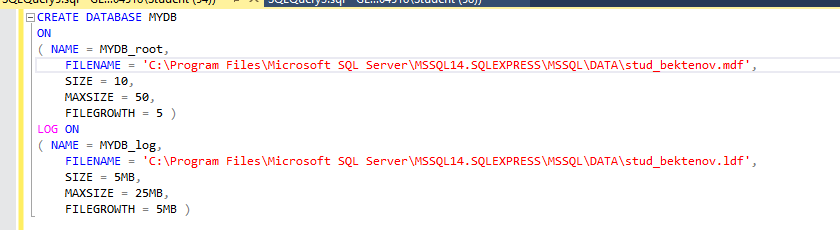 CREATE DATABASE MYDB
ON
( NAME = MYDB_root,
FILENAME = 'C:\Program Files\Microsoft SQL Server\MSSQL14.SQLEXPRESS\MSSQL\DATA\stud_bektenov.mdf',
SIZE = 10,
MAXSIZE = 50,
FILEGROWTH = 5 )
LOG ON
( NAME = MYDB_log,
FILENAME = 'C:\Program Files\Microsoft SQL Server\MSSQL14.SQLEXPRESS\MSSQL\DATA\stud_bektenov.ldf',
SIZE = 5MB,
MAXSIZE = 25MB,
FILEGROWTH = 5MB )